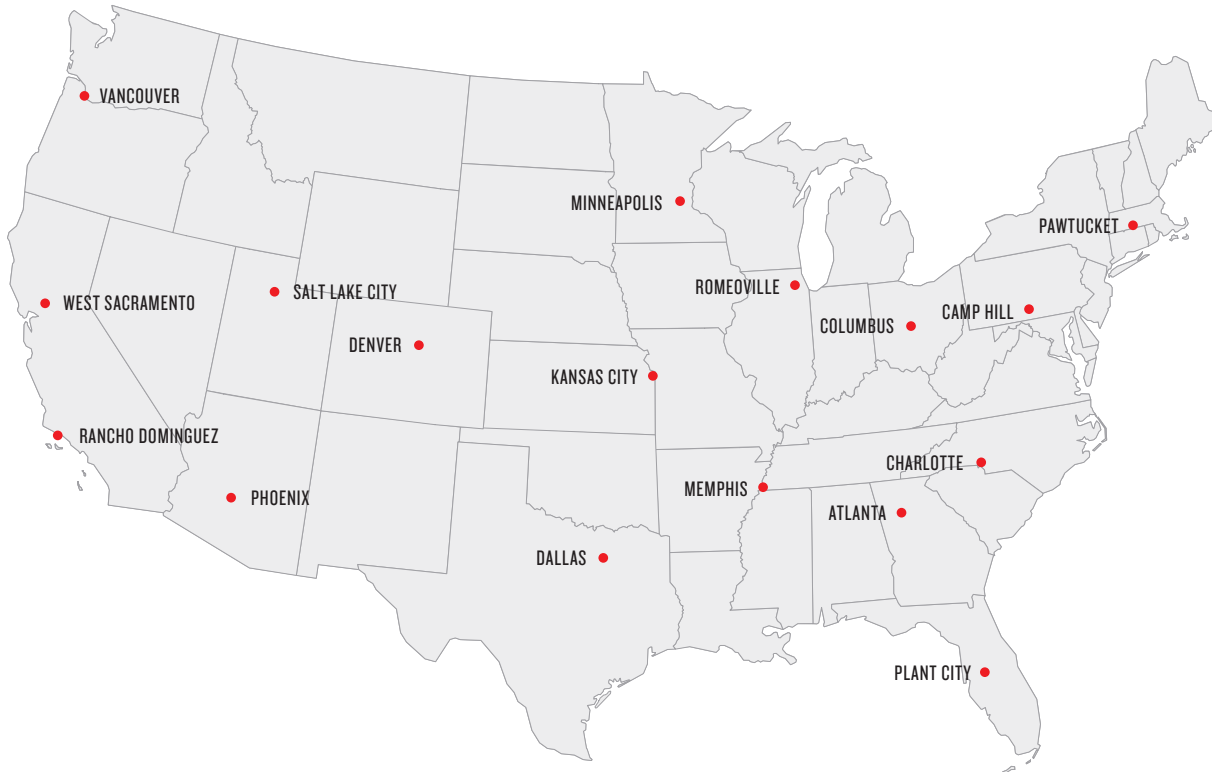 VANCOUVER
MINNEAPOLIS
PAWTUCKET
ROMEOVILLE
SALT LAKE CITY
WEST SACRAMENTO
CAMP HILL
COLUMBUS
DENVER
KANSAS CITY
RANCHO DOMINGUEZ
CHARLOTTE
MEMPHIS
PHOENIX
ATLANTA
DALLAS
PLANT CITY